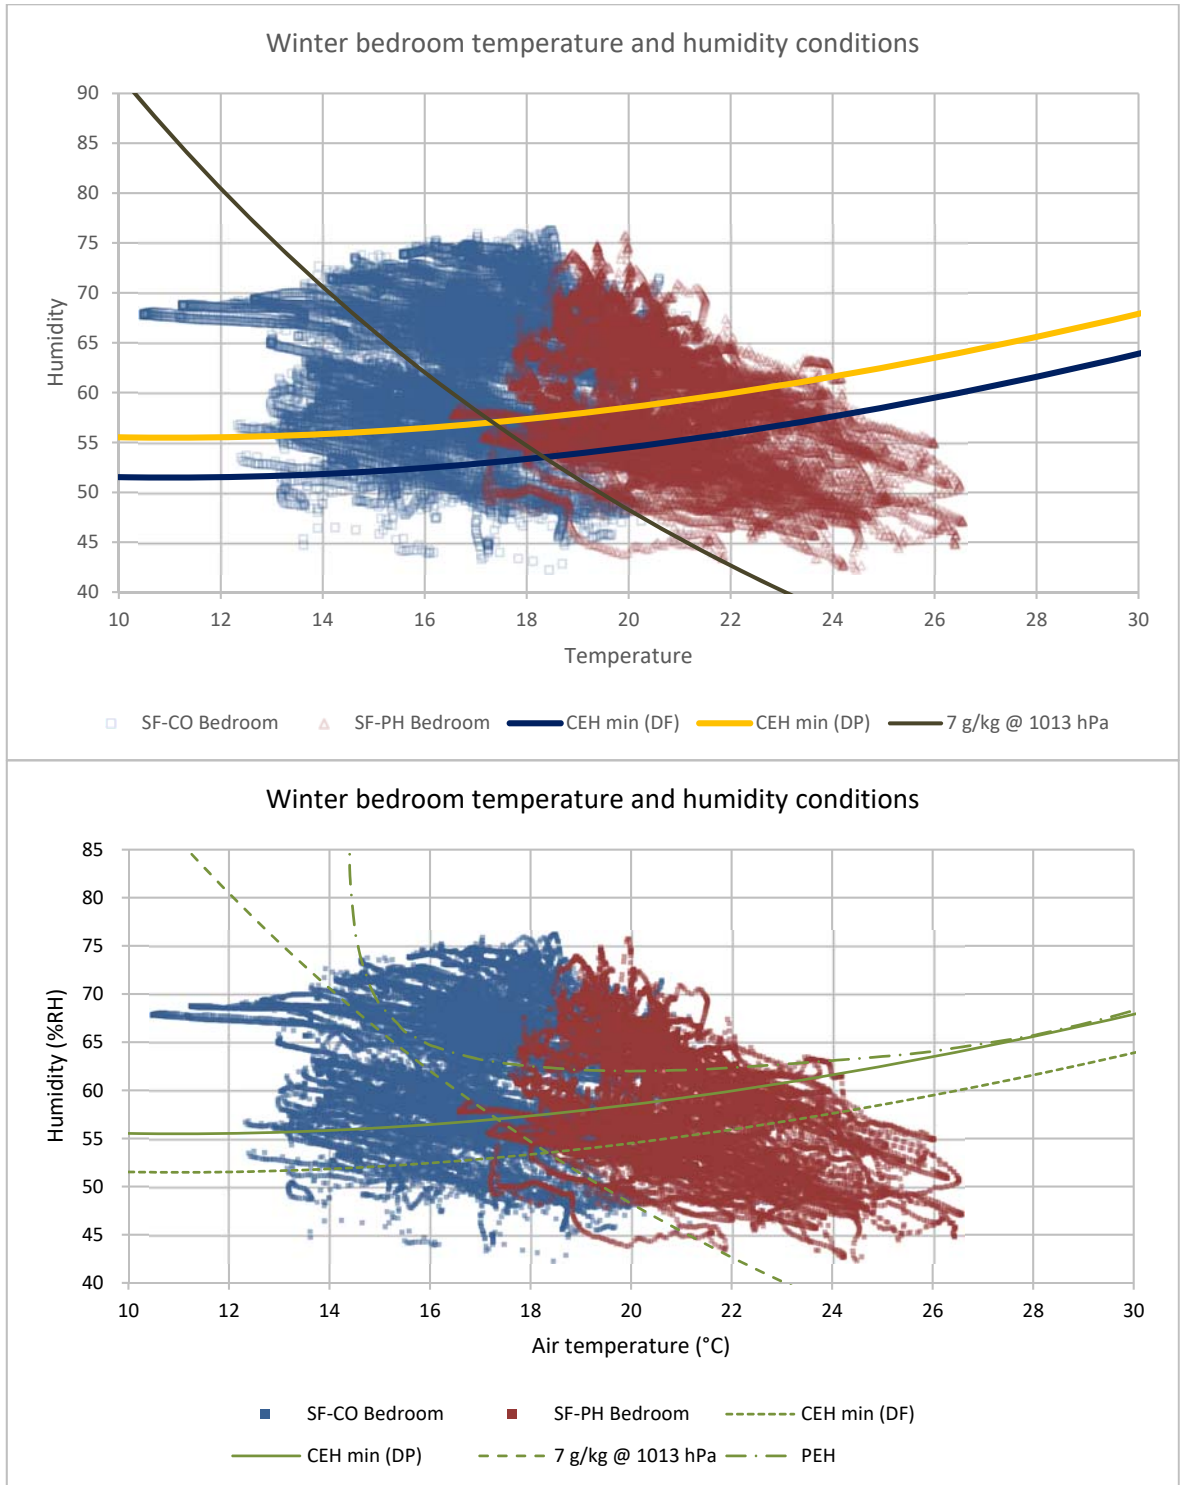 Winter bedroom temperature and humidity conditions
90
85
80
75
70
65
60
55
50
45
40
Humidity
10 12 14 16 18 20 22 24 26 28 30
Temperature
SF-CO Bedroom SF-PH Bedroom CEH min (DF) CEH min (DP) 7 g/kg @ 1013 hPa
Winter bedroom temperature and humidity conditions
85
80
75
70
65
60
55
50
45
40
Humidity (%RH)
10 12 14 16 18 20 22 24 26 28 30
Air temperature (°C)
SF-CO Bedroom SF-PH Bedroom CEH min (DF)
CEH min (DP) 7 g/kg @ 1013 hPa PEH